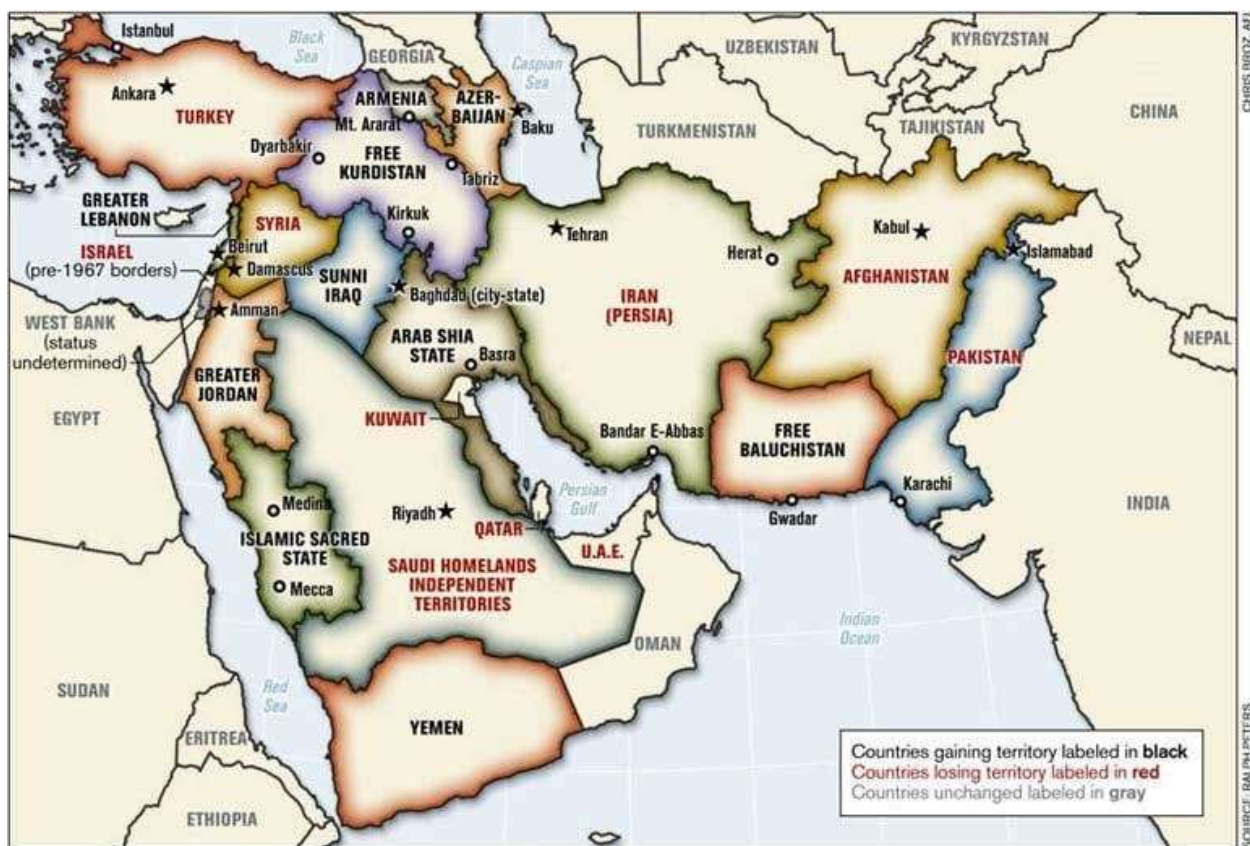 Istanbul
Black
Sea
GEORGIA
Caspian
Sea
UZBEKISTAN
KYRGYZSTAN
CHRIS BROZ, AFJ
Ankara
TURKEY
ARMENIA
Mt. Ararat
AZER-
BAIJAN
Baku
TURKMENISTAN
TAJIKISTAN
CHINA
Dyarbakir
FREE
KURDISTAN
Tabriz
GREATER
LEBANON
SYRIA
Kirkuk
Tehran
Herat
Kabul
Islamabad
ISRAEL
(pre-1967 borders)
Beirut
Damascus
SUNNI
IRAQ
Baghdad (city-state)
IRAN
(PERSIA)
AFGHANISTAN
WEST BANK
(status
undetermined)
Amman
ARAB SHIA
STATE
Basra
PAKISTAN
NEPAL
GREATER
JORDAN
EGYPT
KUWAIT
Bandar E-Abbas
FREE
BALUCHISTAN
Medina
Riyadh
Persian
Gulf
Gwadar
Karachi
INDIA
ISLAMIC SACRED
STATE
Mecca
QATAR
U.A.E.
SAUDI HOMELANDS
INDEPENDENT
TERRITORIES
OMAN
Indian
Ocean
SUDAN
Red
Sea
YEMEN
ERITREA
ETHIOPIA
Countries gaining territory labeled in black
Countries losing territory labeled in red
Countries unchanged labeled in gray
SOURCE: RALPH PETERS